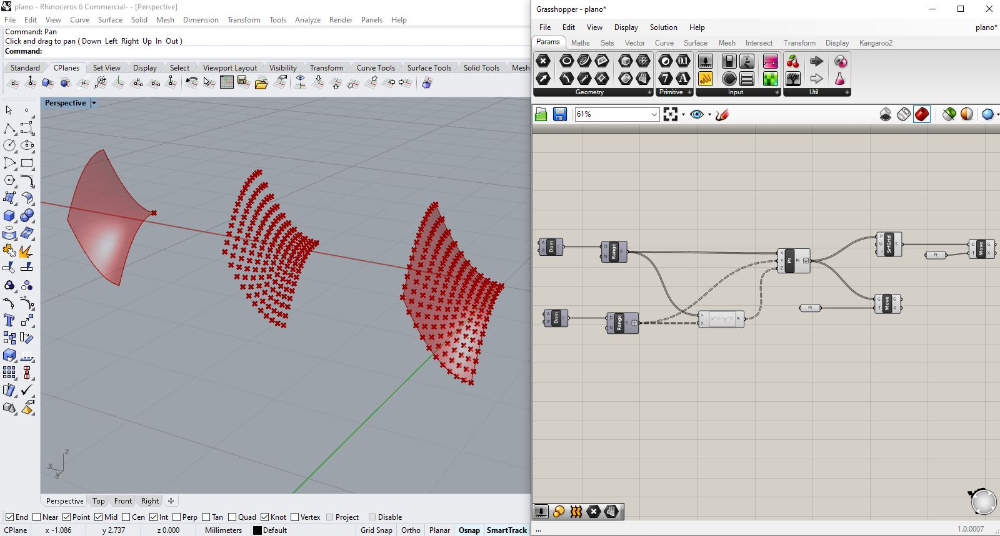 plano - Rhinoceros 6 Commercial- - [Perspective]
File Edit View Curve Surface Solid Mesh Dimension Transform Tools Analyze Render Panels Help
Command: Pan
Click and drag to pan ( Down Left Right Up In Out )
Command:
Standard CPlanes Set View Display Select Viewport Layout Visibility Transform Curve Tools Surface Tools Solid Tools Mesh
Perspective
z
x
y
Perspective Top Front Right
End Near Point Mid Cen Int Perp Tan Quad Knot Vertex Project Disable
CPlane x -1.086 y 2.737 z 0.000 Millimeters Default Grid Snap Ortho Planar Osnap SmartTrack
Grasshopper - plano*
File Edit View Display Solution Help plano*
Params Maths Sets Vector Curve Surface Mesh Intersect Transform Display Kangaroo2
Geometry Primitive Input Util
61%
A B Dom I
D N Range R
X Y Z Pt Pt
P U I SrfGrid S
Pt
G T Move G X
A B Dom I
D N Range R
x y x^2-y^2 R
Pt
G T Move G X
...
1.0.0007